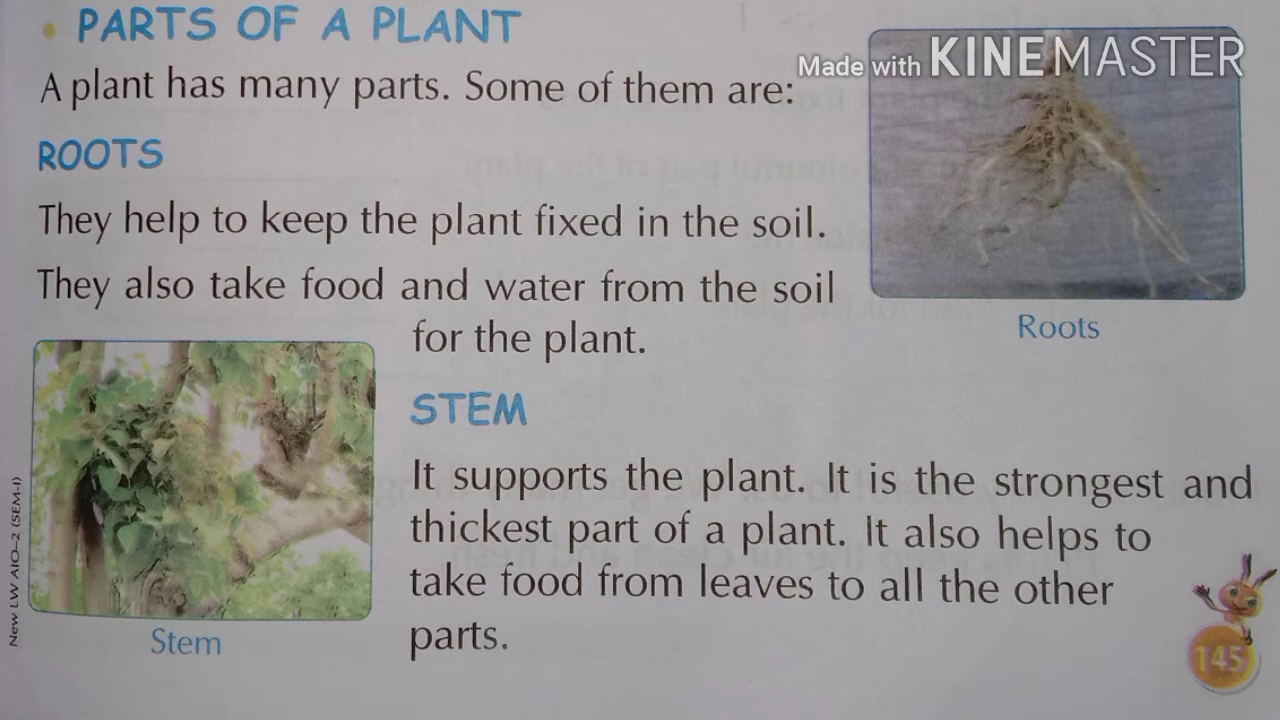 PARTS OF A PLANT
Made with KINEMASTER
A plant has many parts. Some of them are:
ROOTS
They help to keep the plant fixed in the soil.
They also take food and water from the soil
for the plant.
Roots
STEM
It supports the plant. It is the strongest and
thickest part of a plant. It also helps to
take food from leaves to all the other
parts.
Stem
New LW AIO-2 (SEM-I)
145